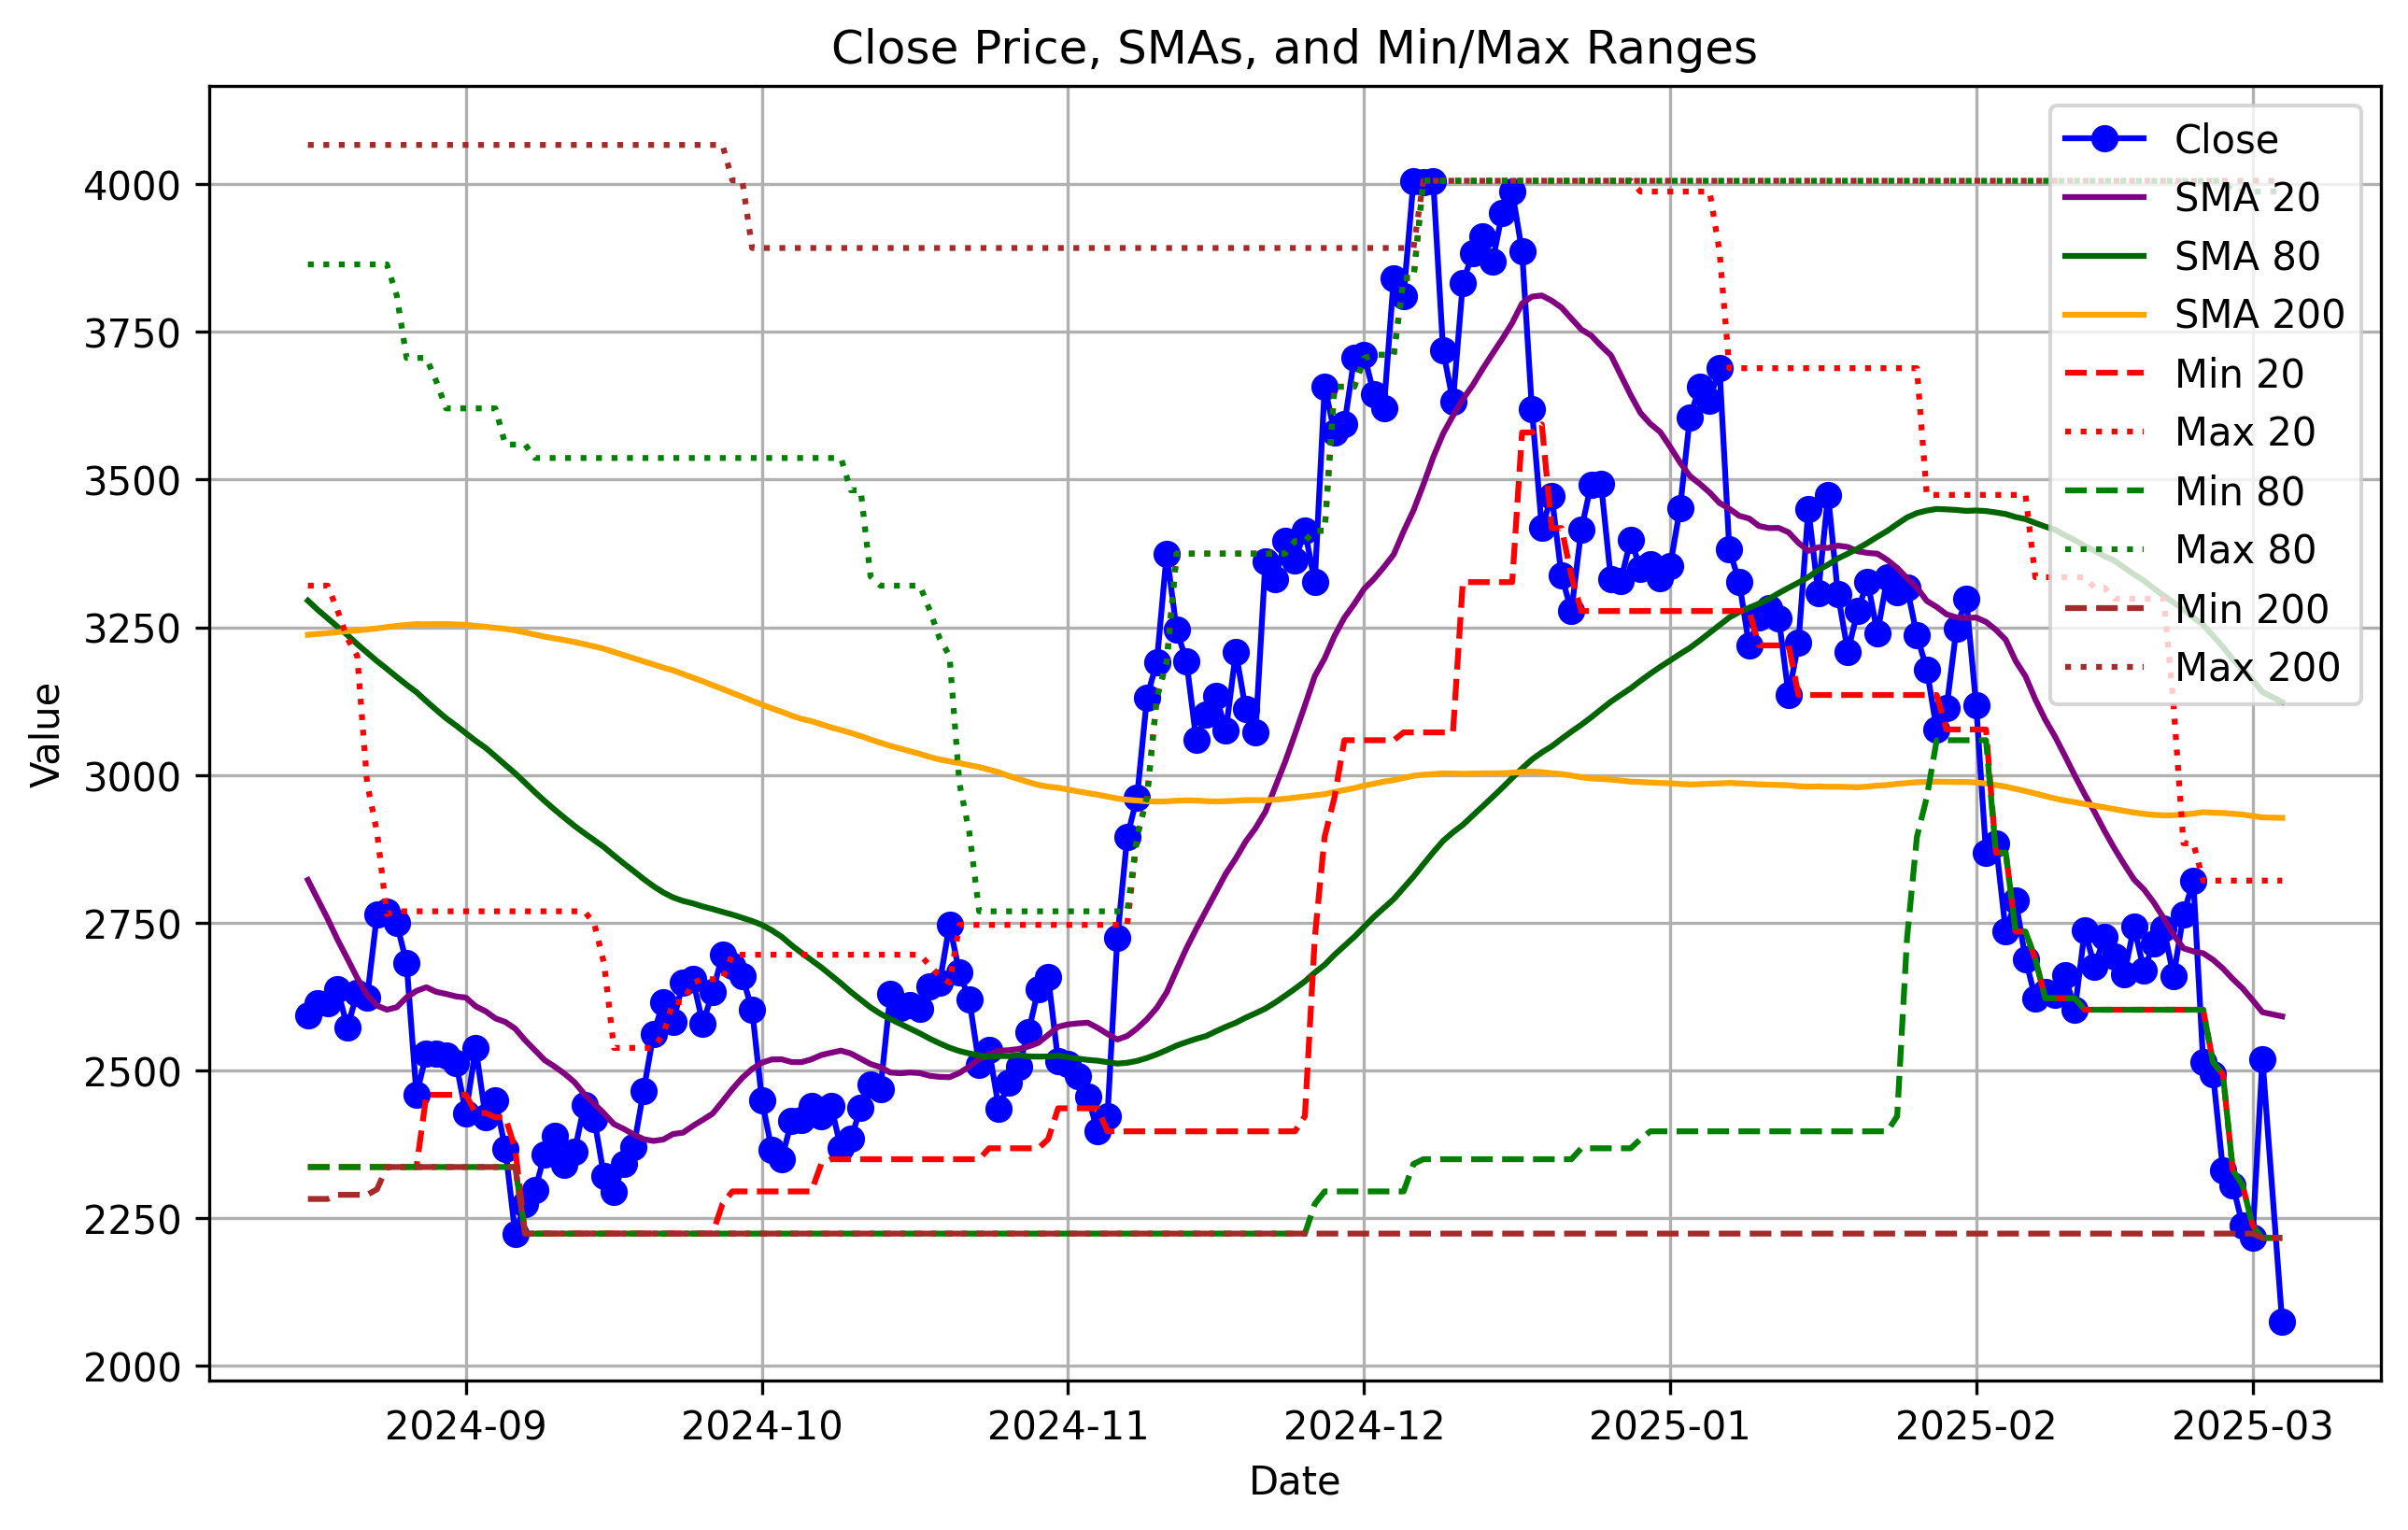 Close Price, SMAs, and Min/Max Ranges
Value
4000
3750
3500
3250
3000
2750
2500
2250
2000
Close
SMA 20
SMA 80
SMA 200
Min 20
Max 20
Min 80
Max 80
Min 200
Max 200
2024-09
2024-10
2024-11
2024-12
2025-01
2025-02
2025-03
Date